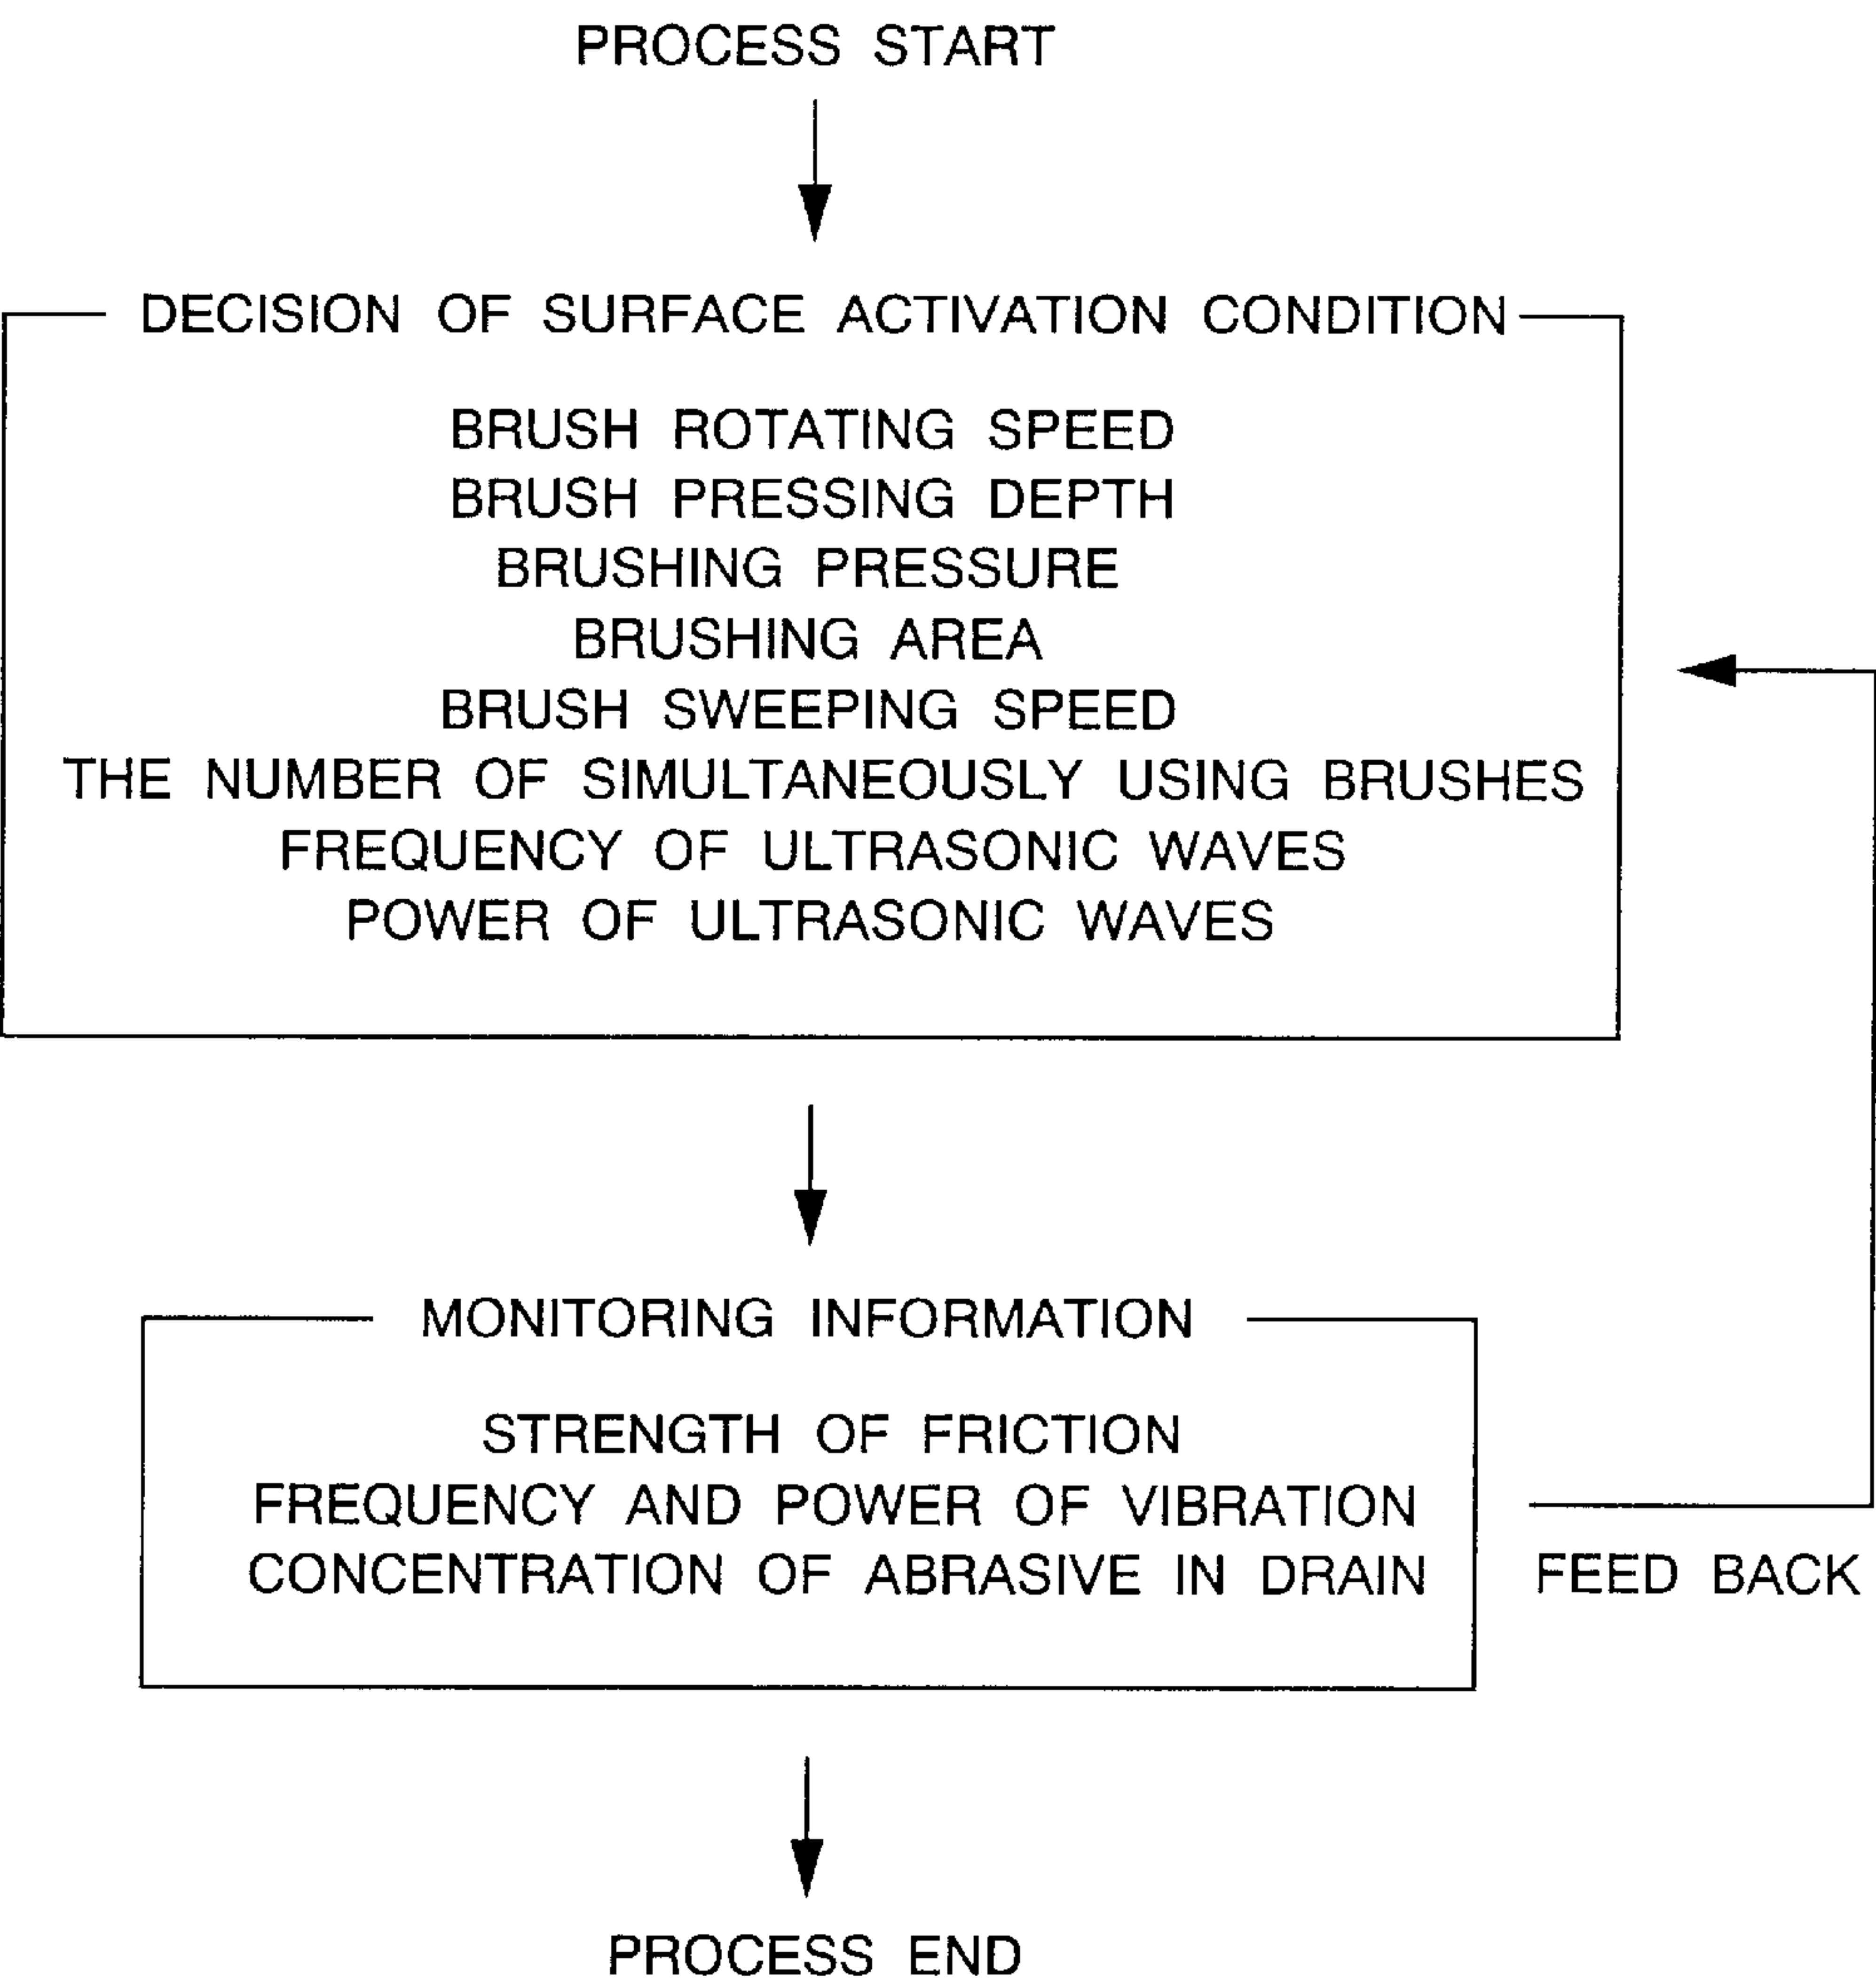 PROCESS START
DECISION OF SURFACE ACTIVATION CONDITION
BRUSH ROTATING SPEED
BRUSH PRESSING DEPTH
BRUSHING PRESSURE
BRUSHING AREA
BRUSH SWEEPING SPEED
THE NUMBER OF SIMULTANEOUSLY USING BRUSHES
FREQUENCY OF ULTRASONIC WAVES
POWER OF ULTRASONIC WAVES
MONITORING INFORMATION
STRENGTH OF FRICTION
FREQUENCY AND POWER OF VIBRATION
CONCENTRATION OF ABRASIVE IN DRAIN
FEED BACK
PROCESS END